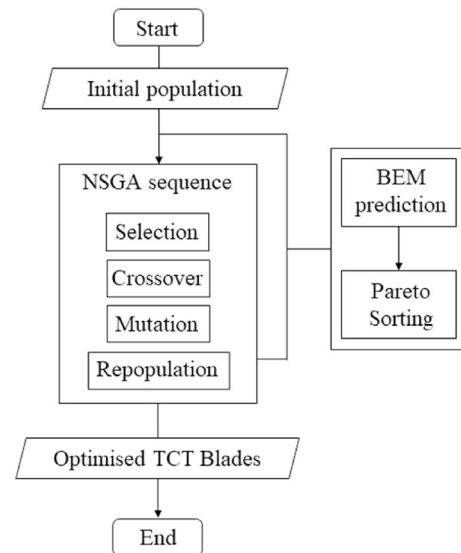 Start
Initial population
NSGA sequence
Selection
Crossover
Mutation
Repopulation
BEM
prediction
Pareto
Sorting
Optimised TCT Blades
End